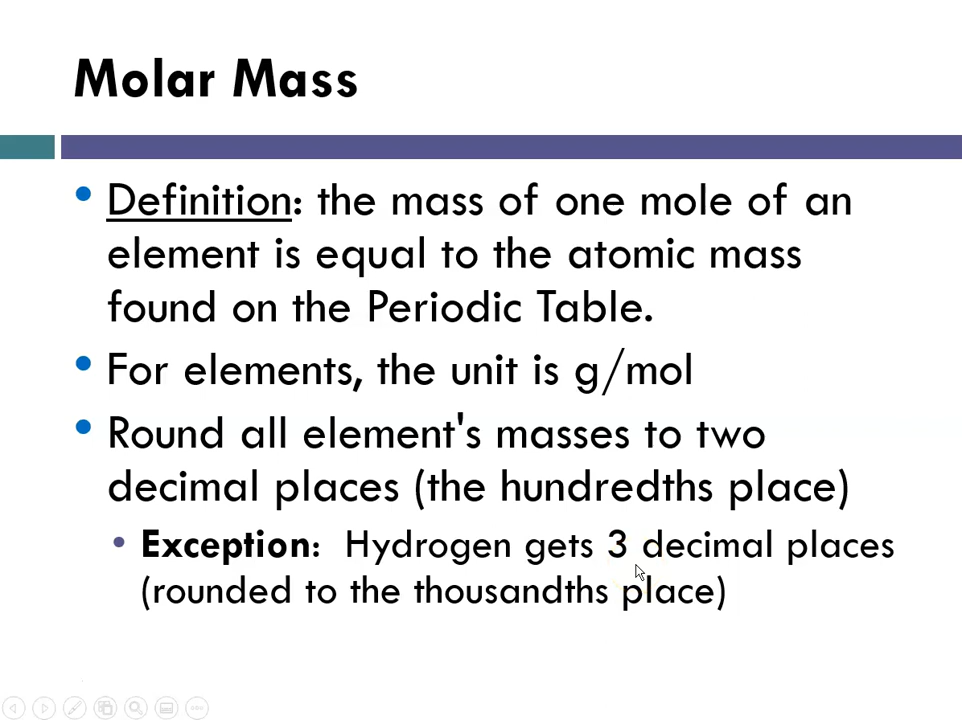 Molar Mass
• Definition: the mass of one mole of an
element is equal to the atomic mass
found on the Periodic Table.
• For elements, the unit is g/mol
• Round all element's masses to two
decimal places (the hundredths place)
• Exception: Hydrogen gets 3 decimal places
(rounded to the thousandths place)